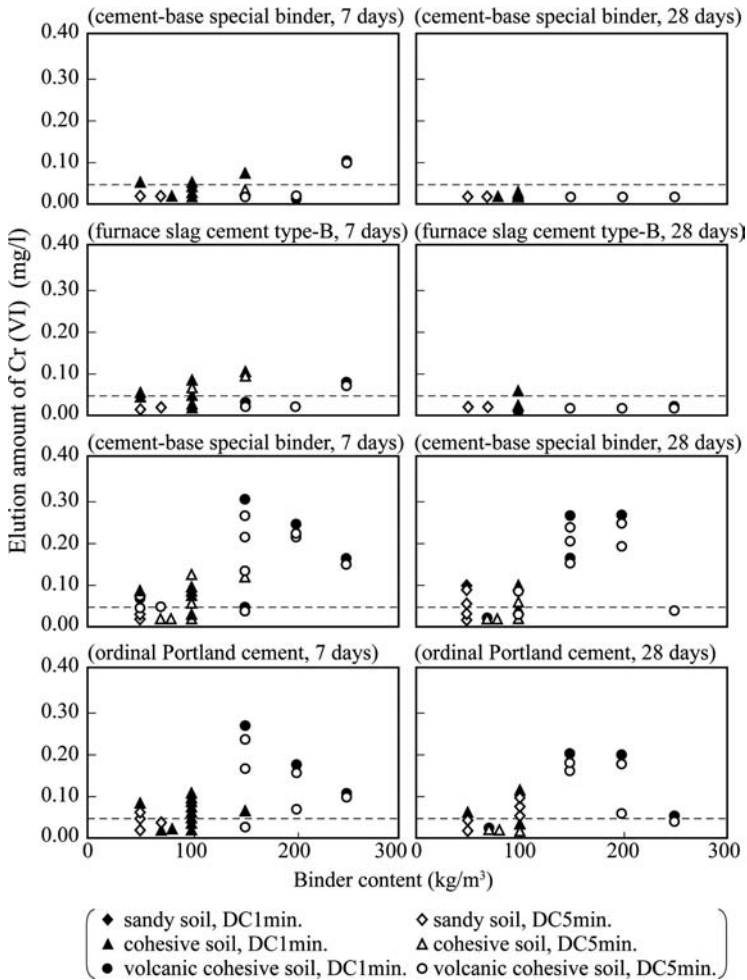 (cement-base special binder, 7 days) (cement-base special binder, 28 days)
0.40
0.30
0.20
0.10
0.00
(furnace slag cement type-B, 7 days) (furnace slag cement type-B, 28 days)
0.40
0.30
0.20
0.10
0.00
(cement-base special binder, 7 days) (cement-base special binder, 28 days)
0.30
0.20
0.10
0.00
(ordinal Portland cement, 7 days) (ordinal Portland cement, 28 days)
0.40
0.30
0.20
0.10
0.00
0 100 200 300 0 100 200 300
Elution amount of Cr (VI) (mg/l)
Binder content (kg/m³)
sandy soil, DC1min. sandy soil, DC5min.
cohesive soil, DC1min. cohesive soil, DC5min.
volcanic cohesive soil, DC1min. volcanic cohesive soil, DC5min.